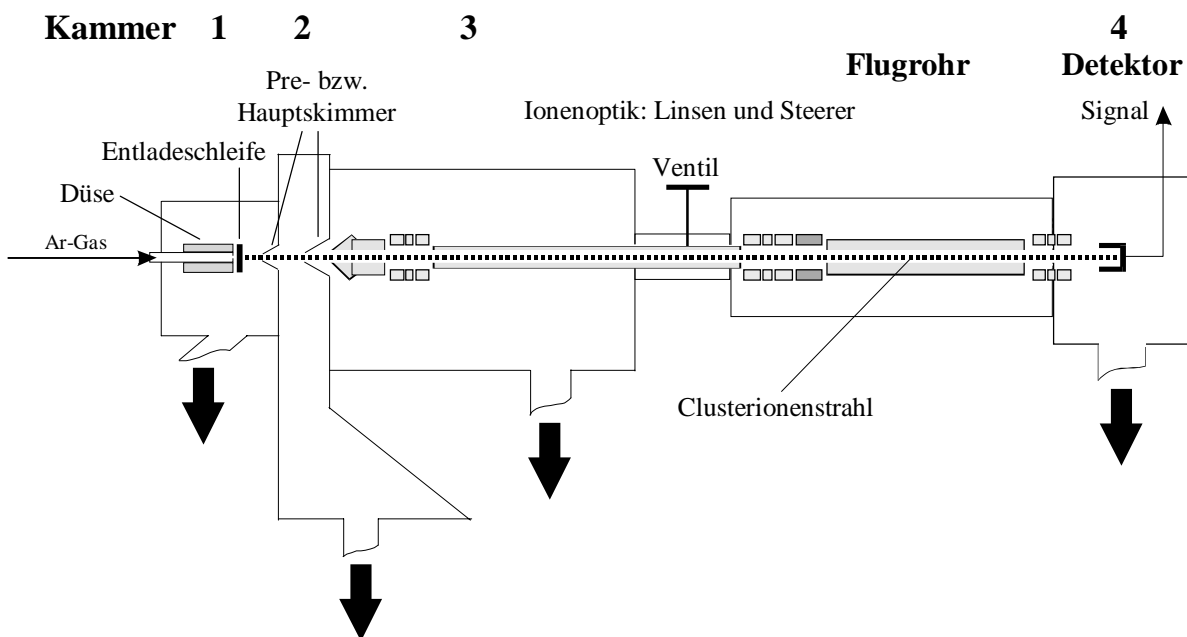 Kammer 1 2 3 4
Flugrohr Detektor
Pre- bzw.
Hauptskimmer
Ionenoptik: Linsen und Steerer
Signal
Entladeschleife
Ventil
Düse
Ar-Gas
Clusterionenstrahl